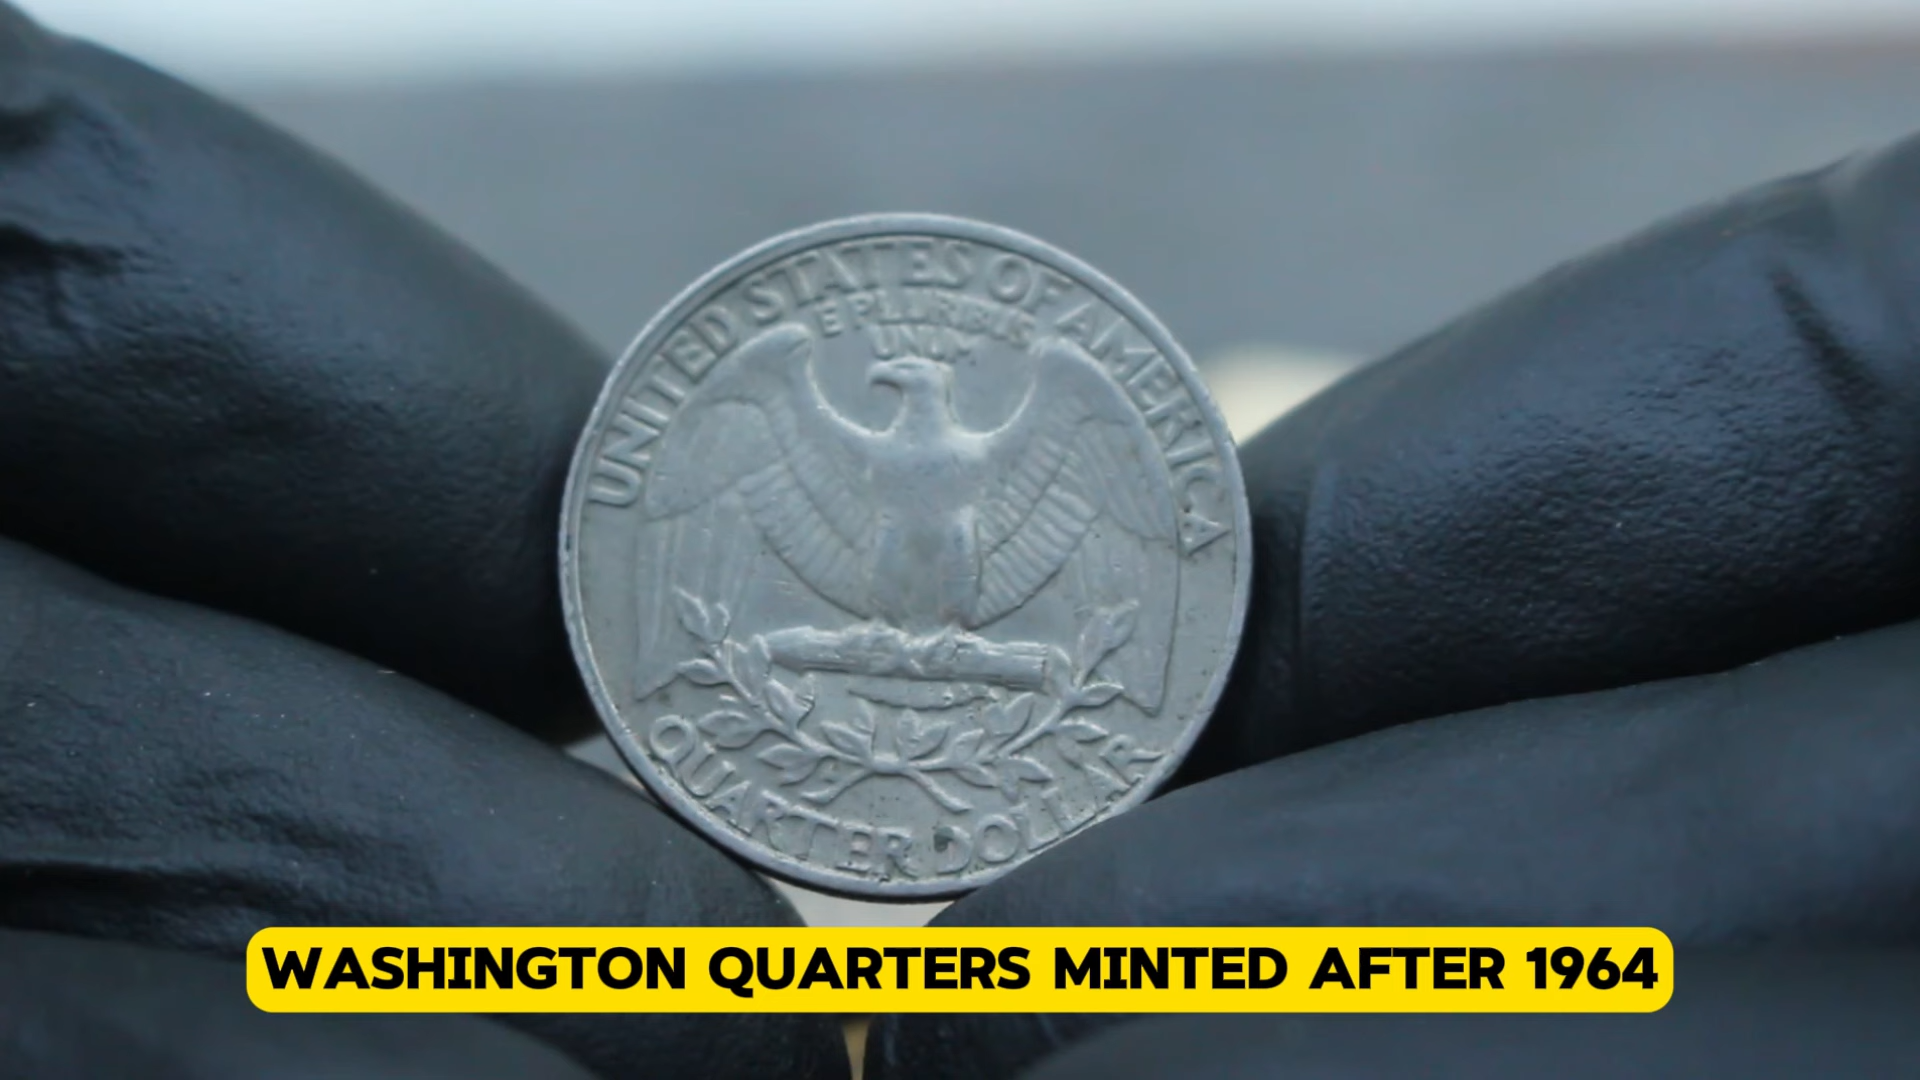 UNITED STATES OF AMERICA
E PLURIBUS
UNUM
QUARTER DOLLAR
WASHINGTON QUARTERS MINTED AFTER 1964